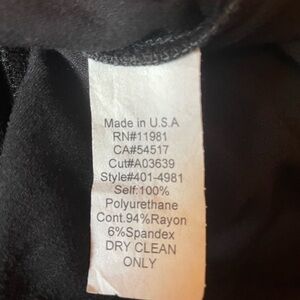 Made in U.S.A
RN#11981
CA#54517
Cut#A03639
Style#401-4981
Self:100%
Polyurethane
Cont.94%Rayon
6%Spandex
DRY CLEAN
ONLY